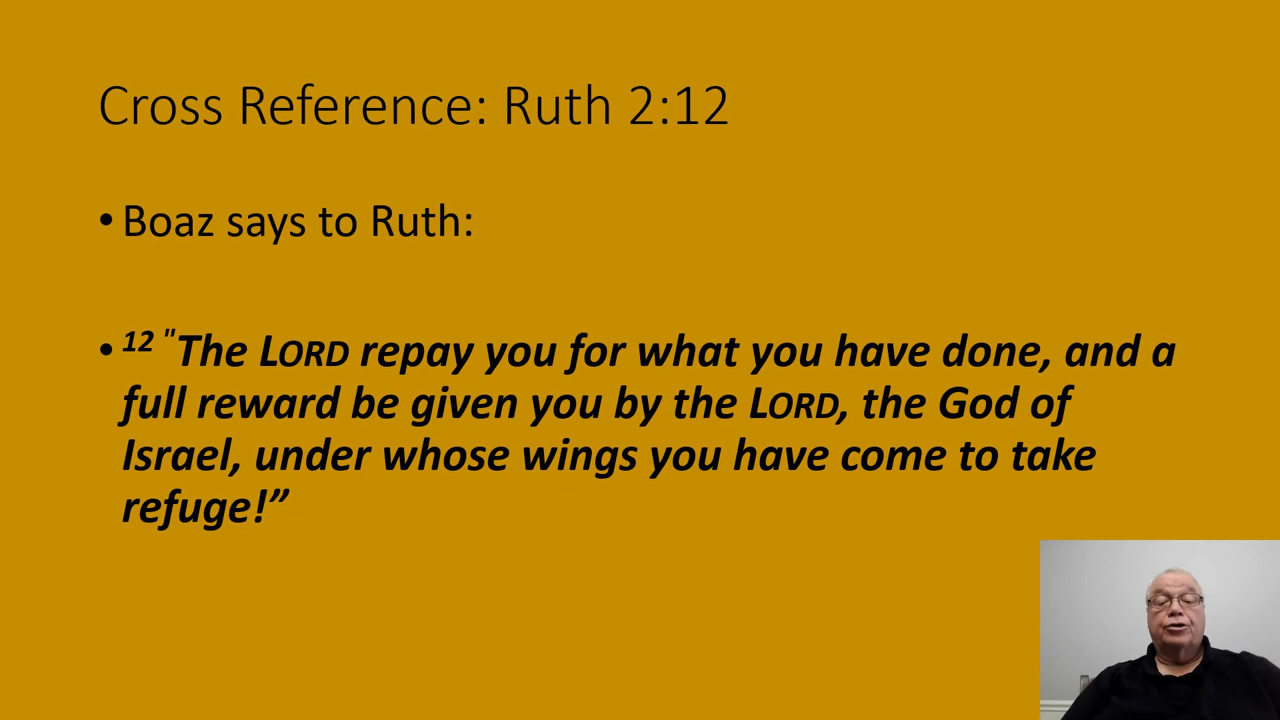 Cross Reference: Ruth 2:12
• Boaz says to Ruth:
• 12 "The LORD repay you for what you have done, and a
full reward be given you by the LORD, the God of
Israel, under whose wings you have come to take
refuge!”